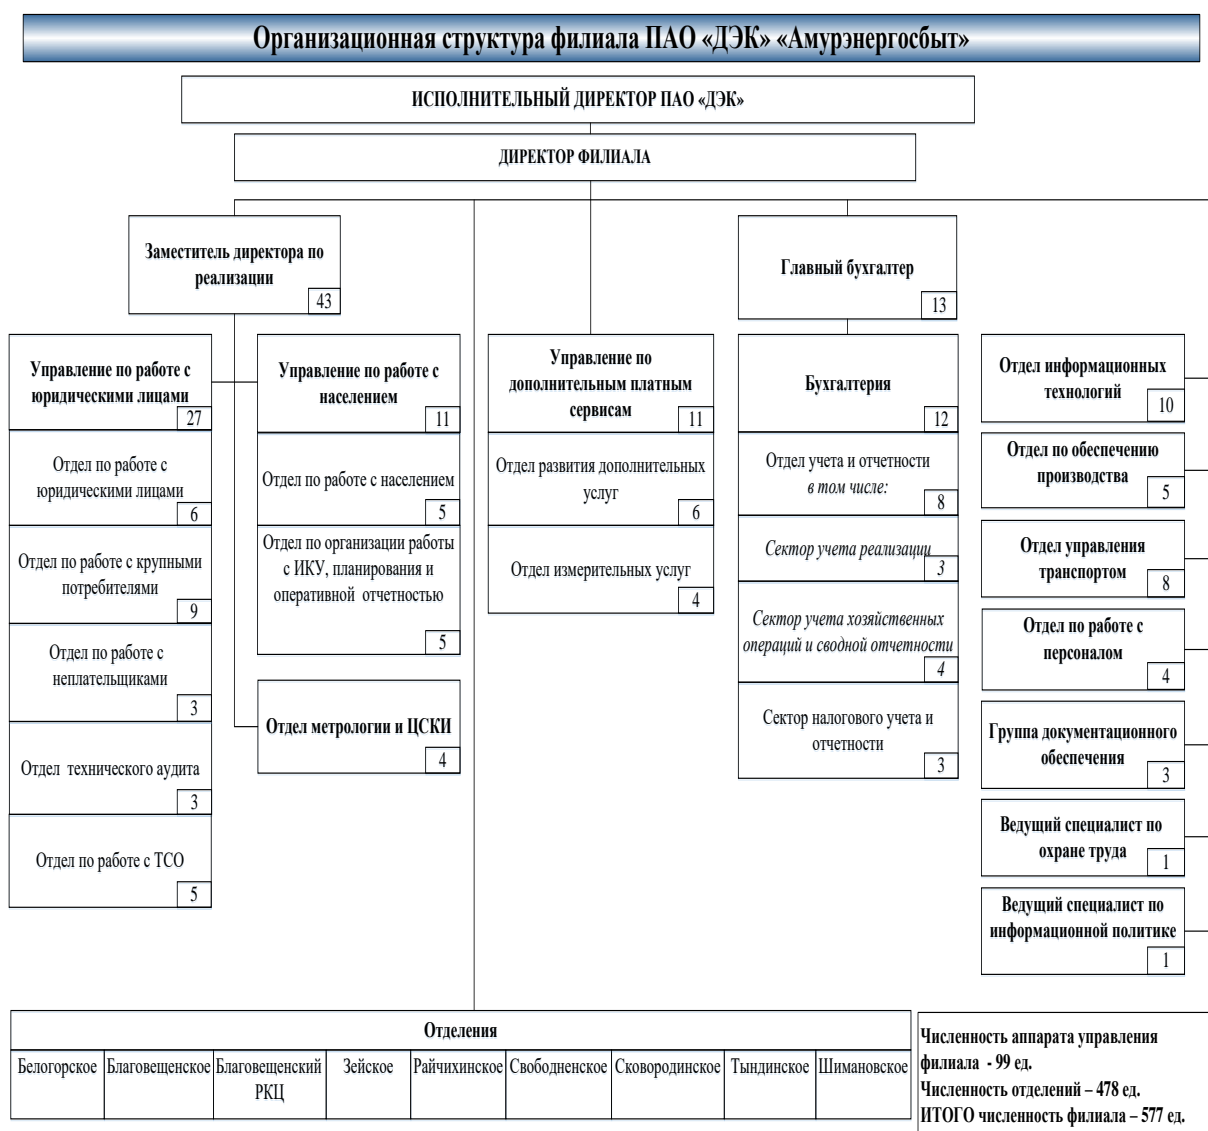 Организационная структура филиала ПАО «ДЭК» «Амурэнергосбыт»
ИСПОЛНИТЕЛЬНЫЙ ДИРЕКТОР ПАО «ДЭК»
ДИРЕКТОР ФИЛИАЛА
Заместитель директора по
реализации
43
Главный бухгалтер
13
Управление по работе с
юридическими лицами
27
Отдел по работе с
юридическими лицами
6
Отдел по работе с крупными
потребителями
9
Отдел по работе с
неплательщиками
3
Отдел технического аудита
3
Отдел по работе с ТСО
5
Управление по работе с
населением
11
Отдел по работе с населением
5
Отдел по организации работы
с ИКУ, планирования и
оперативной отчетностью
5
Отдел метрологии и ЦСКИ
4
Управление по
дополнительным платным
сервисам
11
Отдел развития дополнительных
услуг
6
Отдел измерительных услуг
4
Бухгалтерия
12
Отдел учета и отчетности
в том числе:
8
Сектор учета реализации
3
Сектор учета хозяйственных
операций и сводной отчетности
4
Сектор налогового учета и
отчетности
3
Отдел информационных
технологий
10
Отдел по обеспечению
производства
5
Отдел управления
транспортом
8
Отдел по работе с
персоналом
4
Группа документационного
обеспечения
3
Ведущий специалист по
охране труда
1
Ведущий специалист по
информационной политике
1
Отделения
Белогорское
Благовещенское
Благовещенский
РКЦ
Зейское
Райчихинское
Свободненское
Сковородинское
Тындинское
Шимановское
Численность аппарата управления
филиала - 99 ед.
Численность отделений – 478 ед.
ИТОГО численность филиала – 577 ед.